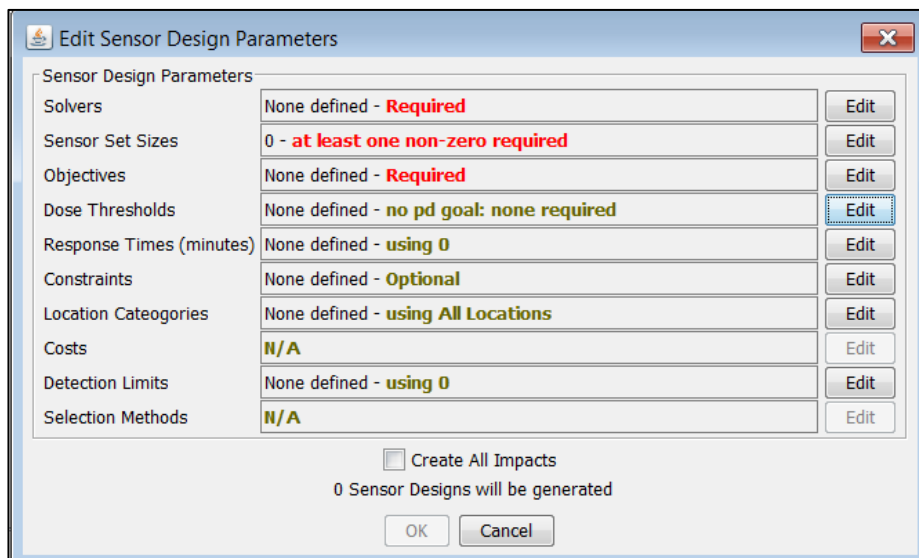 Edit Sensor Design Parameters
Sensor Design Parameters
Solvers None defined - Required Edit
Sensor Set Sizes 0 - at least one non-zero required Edit
Objectives None defined - Required Edit
Dose Thresholds None defined - no pd goal: none required Edit
Response Times (minutes) None defined - using 0 Edit
Constraints None defined - Optional Edit
Location Cateogories None defined - using All Locations Edit
Costs N/A Edit
Detection Limits None defined - using 0 Edit
Selection Methods N/A Edit
Create All Impacts
0 Sensor Designs will be generated
OK Cancel